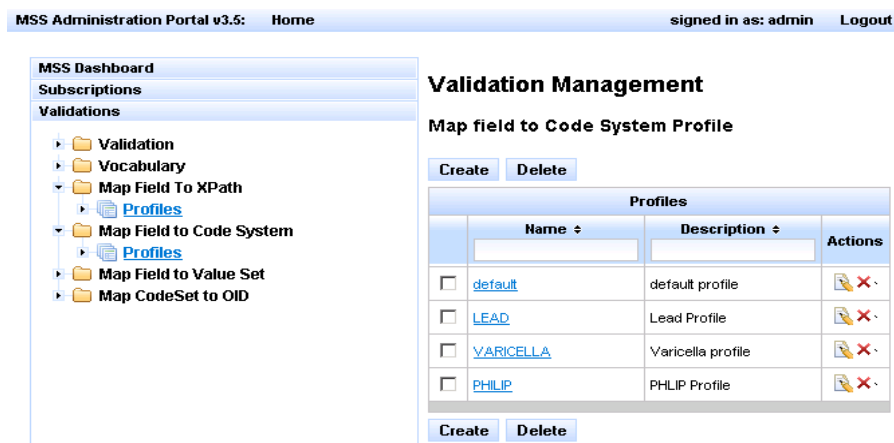 MSS Administration Portal v3.5: Home signed in as: admin Logout
MSS Dashboard
Subscriptions
Validations
Validation
Vocabulary
Map Field To XPath
Profiles
Map Field to Code System
Profiles
Map Field to Value Set
Map CodeSet to OID
Validation Management
Map field to Code System Profile
Create Delete
Profiles
Name Description Actions
default default profile
LEAD Lead Profile
VARICELLA Varicella profile
PHILIP PHLIP Profile
Create Delete